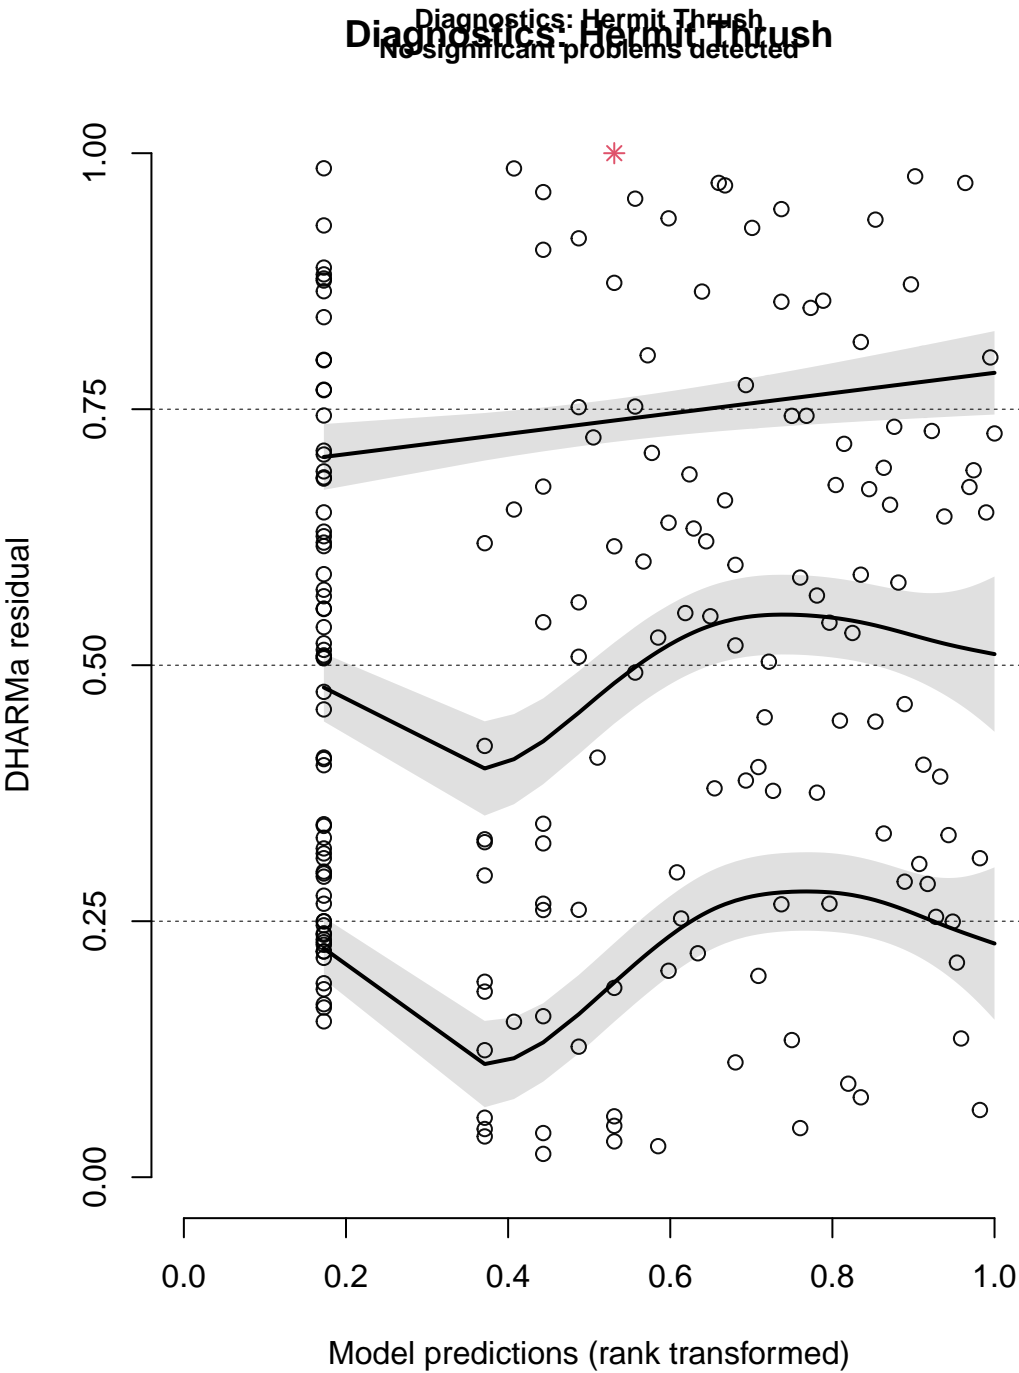 Diagnostics: Hermit Thrush
Diagnostics: Hermit Thrush
No significant problems detected
1.00
0.75
0.50
0.25
0.00
DHARMa residual
0.0 0.2 0.4 0.6 0.8 1.0
Model predictions (rank transformed)